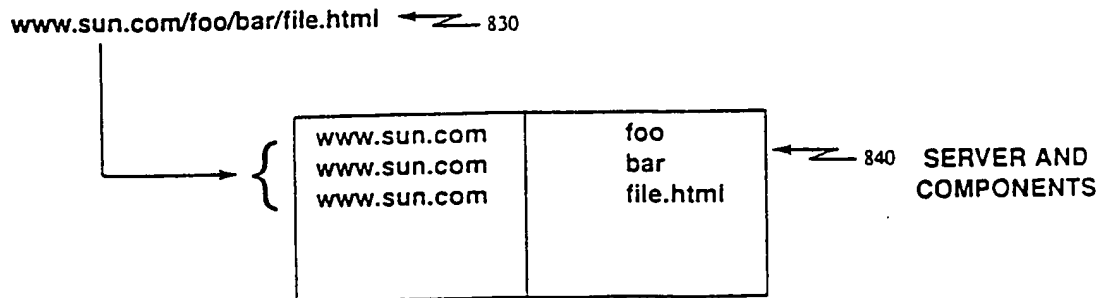 www.sun.com/foo/bar/file.html 830
www.sun.com foo
www.sun.com bar
www.sun.com file.html
840 SERVER AND
COMPONENTS